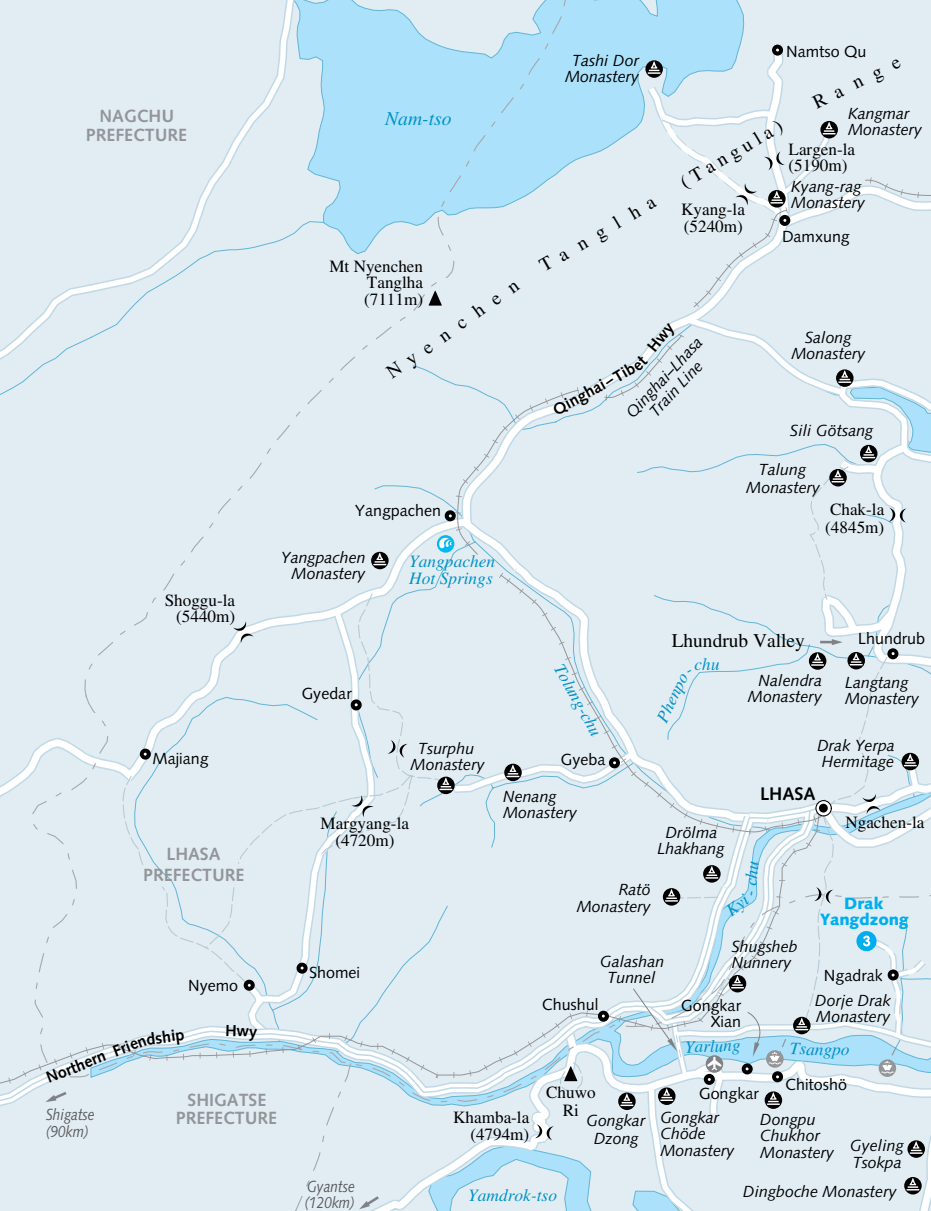 Namtso Qu
Tashi Dor
Monastery
Range
Kangmar
Monastery
NAGCHU
PREFECTURE
Nam-tso
Largen-la
(5190m)
Kyang-rag
Monastery
Nyenchen Tanglha (Tangula)
Kyang-la
(5240m)
Damxung
Mt Nyenchen
Tanglha
(7111m)
Qinghai–Tibet Hwy
Qinghai–Lhasa
Train Line
Salong
Monastery
Sili Götsang
Talung
Monastery
Chak-la
(4845m)
Yangpachen
Yangpachen
Monastery
Yangpachen
Hot Springs
Shoggu-la
(5440m)
Lhundrub Valley
Lhundrub
Phenpo-chu
Nalendra
Monastery
Langtang
Monastery
Gyedar
Tolung-chu
Majiang
Tsurphu
Monastery
Gyeba
Drak Yerpa
Hermitage
Nenang
Monastery
LHASA
Ngachen-la
Margyang-la
(4720m)
LHASA
PREFECTURE
Drölma
Lhakhang
Ratö
Monastery
Kyi-chu
Drak
Yangdzong
3
Shugsheb
Nunnery
Galashan
Tunnel
Ngadrak
Shomei
Nyemo
Chushul
Gongkar
Xian
Dorje Drak
Monastery
Northern Friendship Hwy
Yarlung Tsangpo
Shigatse
(90km)
SHIGATSE
PREFECTURE
Chuwo
Ri
Gongkar
Chitoshö
Khamba-la
(4794m)
Gongkar
Dzong
Gongkar
Chöde
Monastery
Dongpu
Chukhor
Monastery
Gyeling
Tsokpa
Gyantse
(120km)
Yamdrok-tso
Dingboche Monastery